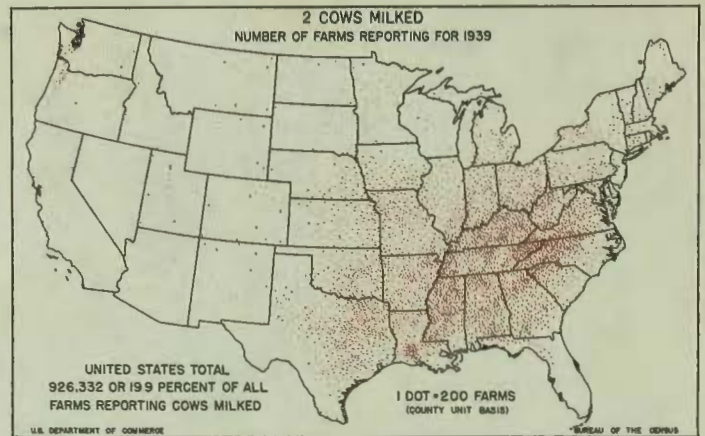 2 COWS MILKED
NUMBER OF FARMS REPORTING FOR 1939
UNITED STATES TOTAL
926,332 OR 19.9 PERCENT OF ALL
FARMS REPORTING COWS MILKED
1 DOT = 200 FARMS
(COUNTY UNIT BASIS)
U.S. DEPARTMENT OF COMMERCE
BUREAU OF THE CENSUS